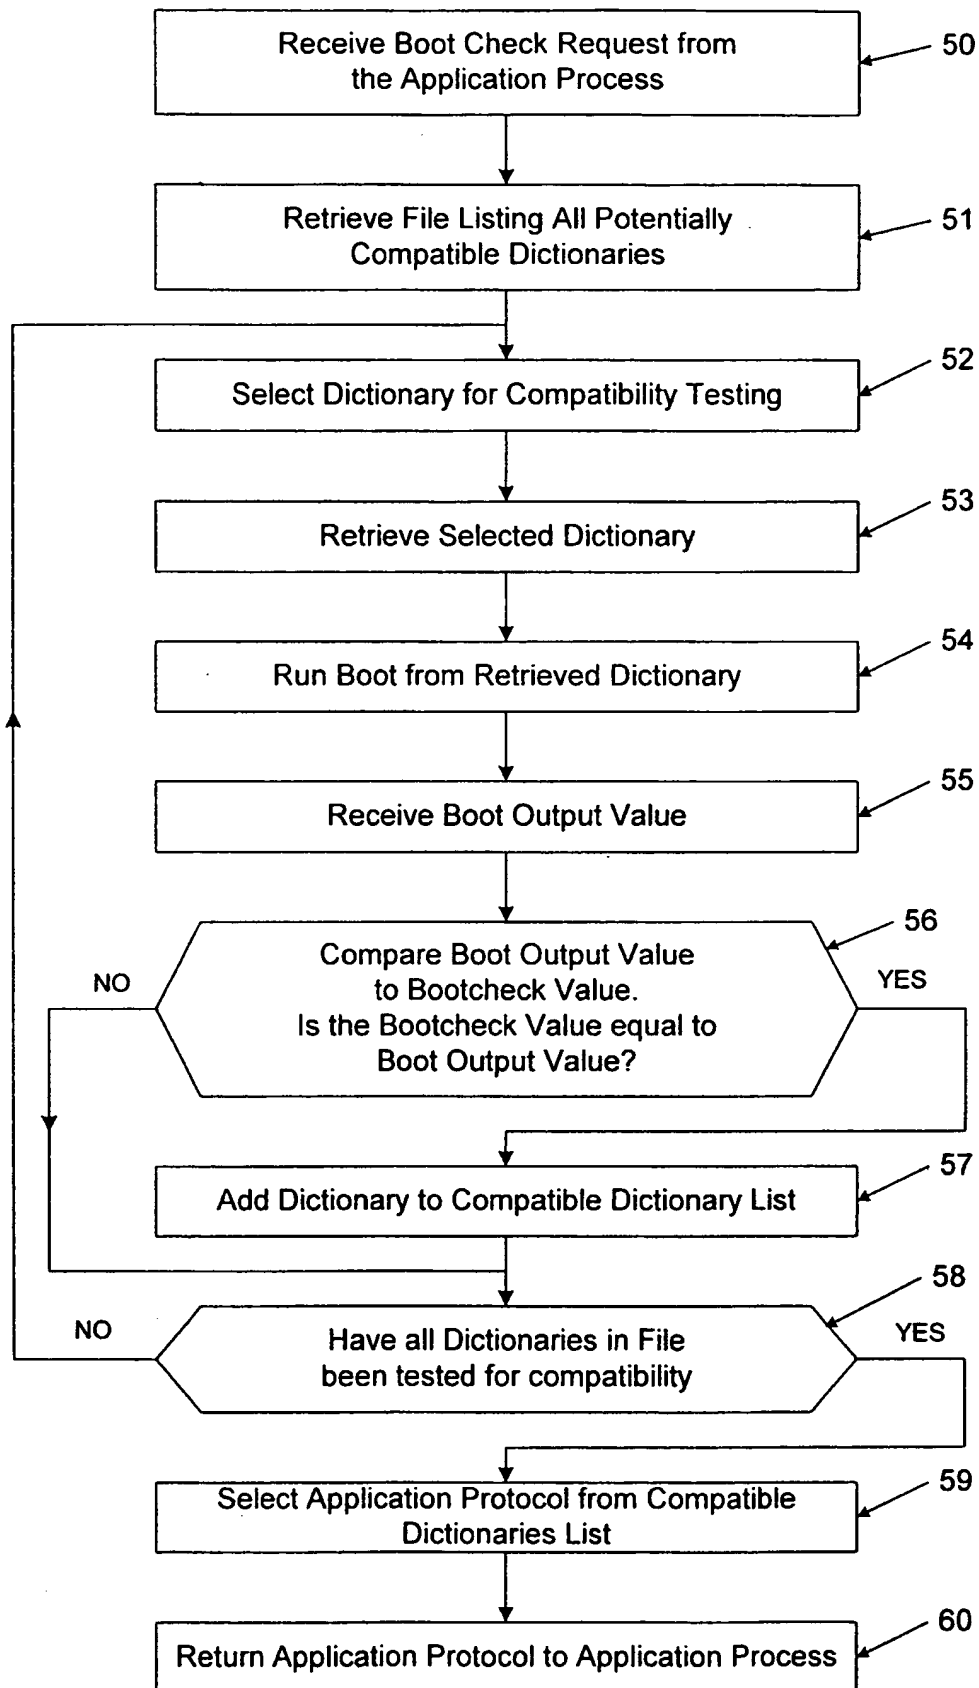 Receive Boot Check Request from
the Application Process
50
Retrieve File Listing All Potentially
Compatible Dictionaries
51
Select Dictionary for Compatibility Testing
52
Retrieve Selected Dictionary
53
Run Boot from Retrieved Dictionary
54
Receive Boot Output Value
55
Compare Boot Output Value
to Bootcheck Value.
Is the Bootcheck Value equal to
Boot Output Value?
56
NO
YES
Add Dictionary to Compatible Dictionary List
57
Have all Dictionaries in File
been tested for compatibility
58
NO
YES
Select Application Protocol from Compatible
Dictionaries List
59
Return Application Protocol to Application Process
60